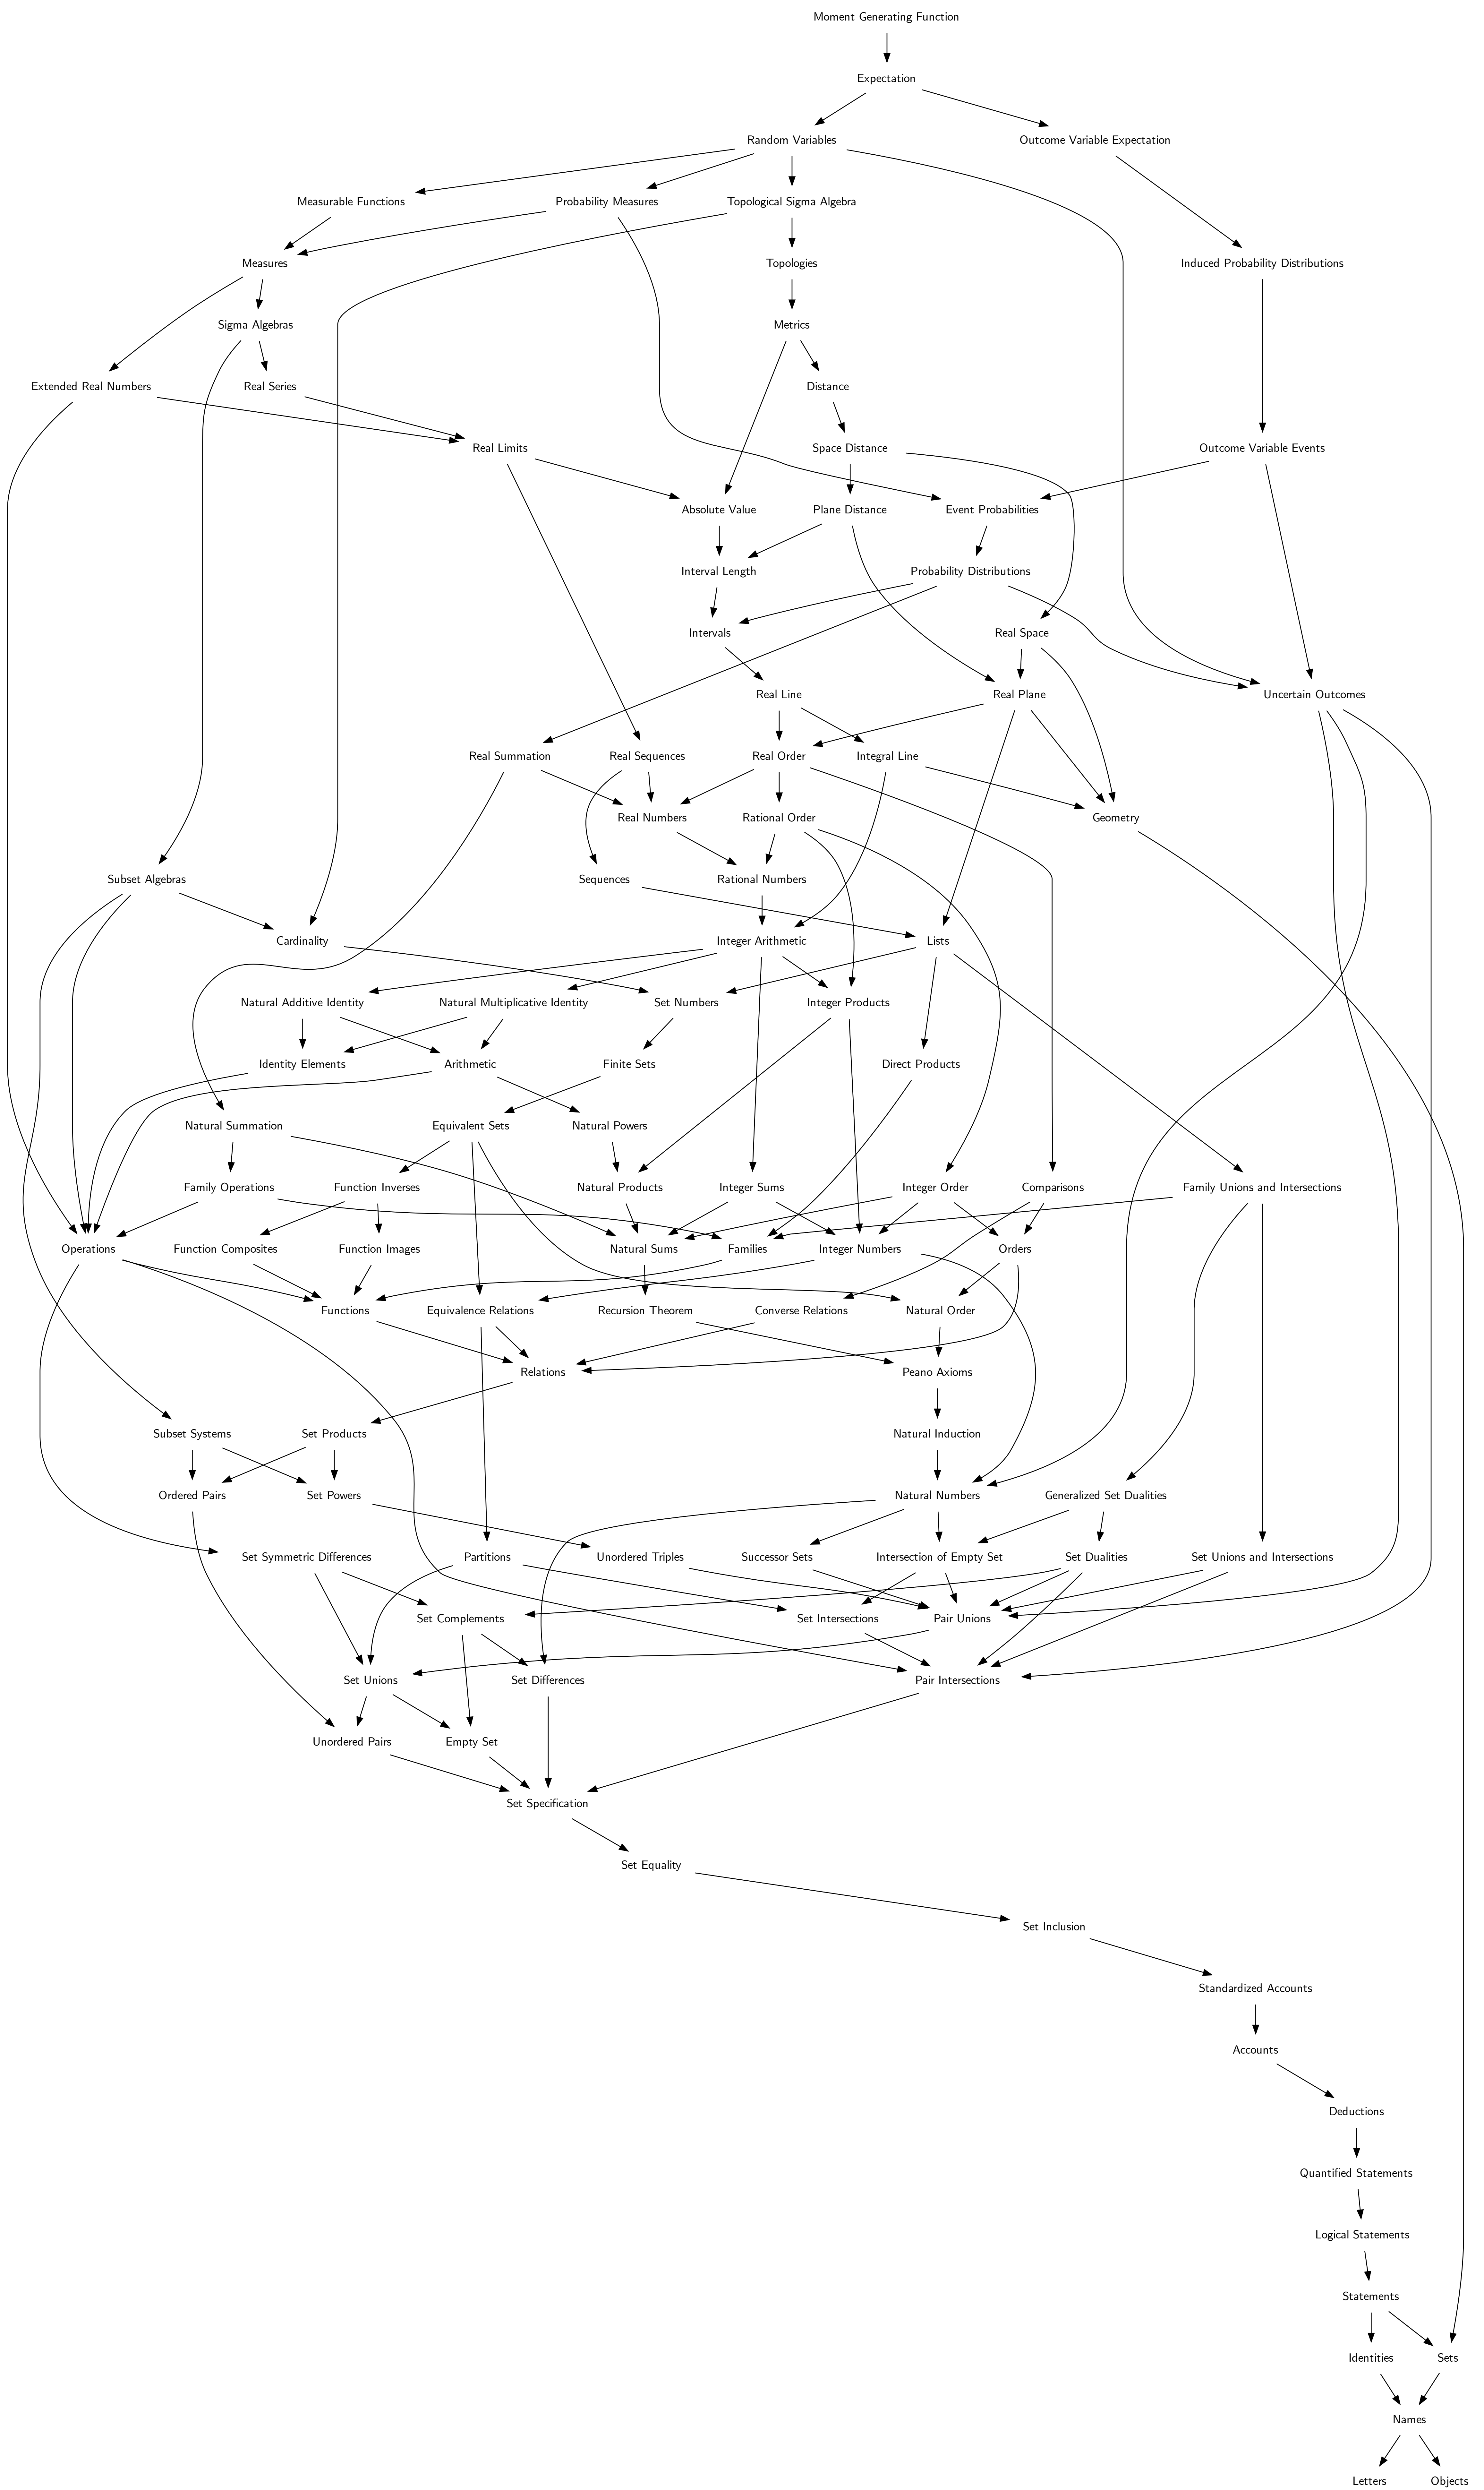 Moment Generating Function
Expectation
Random Variables
Outcome Variable Expectation
Measurable Functions
Probability Measures
Topological Sigma Algebra
Measures
Topologies
Induced Probability Distributions
Sigma Algebras
Metrics
Extended Real Numbers
Real Series
Distance
Real Limits
Space Distance
Outcome Variable Events
Absolute Value
Plane Distance
Event Probabilities
Interval Length
Probability Distributions
Intervals
Real Space
Real Line
Real Plane
Uncertain Outcomes
Real Summation
Real Sequences
Real Order
Integral Line
Real Numbers
Rational Order
Geometry
Subset Algebras
Sequences
Rational Numbers
Cardinality
Integer Arithmetic
Lists
Natural Additive Identity
Natural Multiplicative Identity
Set Numbers
Integer Products
Identity Elements
Arithmetic
Finite Sets
Direct Products
Natural Summation
Equivalent Sets
Natural Powers
Family Operations
Function Inverses
Natural Products
Integer Sums
Integer Order
Comparisons
Family Unions and Intersections
Operations
Function Composites
Function Images
Natural Sums
Families
Integer Numbers
Orders
Functions
Equivalence Relations
Recursion Theorem
Converse Relations
Natural Order
Relations
Peano Axioms
Subset Systems
Set Products
Natural Induction
Ordered Pairs
Set Powers
Natural Numbers
Generalized Set Dualities
Set Symmetric Differences
Partitions
Unordered Triples
Successor Sets
Intersection of Empty Set
Set Dualities
Set Unions and Intersections
Set Complements
Set Intersections
Pair Unions
Set Unions
Set Differences
Pair Intersections
Unordered Pairs
Empty Set
Set Specification
Set Equality
Set Inclusion
Standardized Accounts
Accounts
Deductions
Quantified Statements
Logical Statements
Statements
Identities
Sets
Names
Letters
Objects